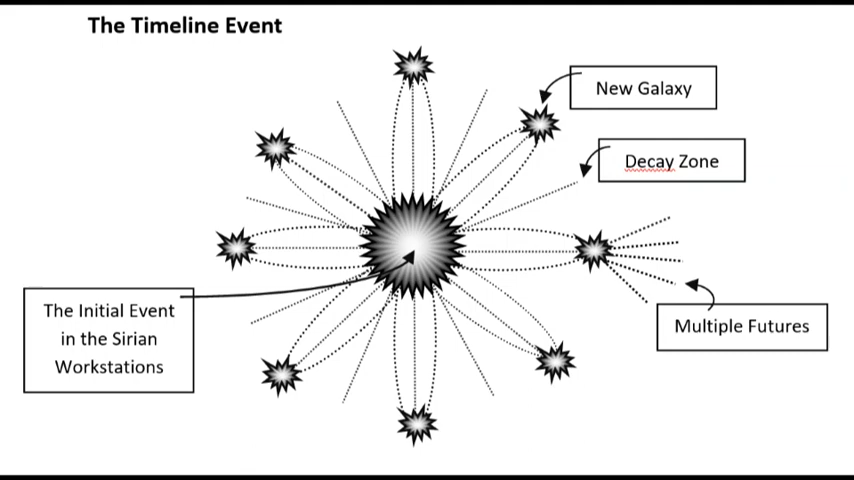 The Timeline Event
New Galaxy
Decay Zone
The Initial Event
in the Sirian
Workstations
Multiple Futures